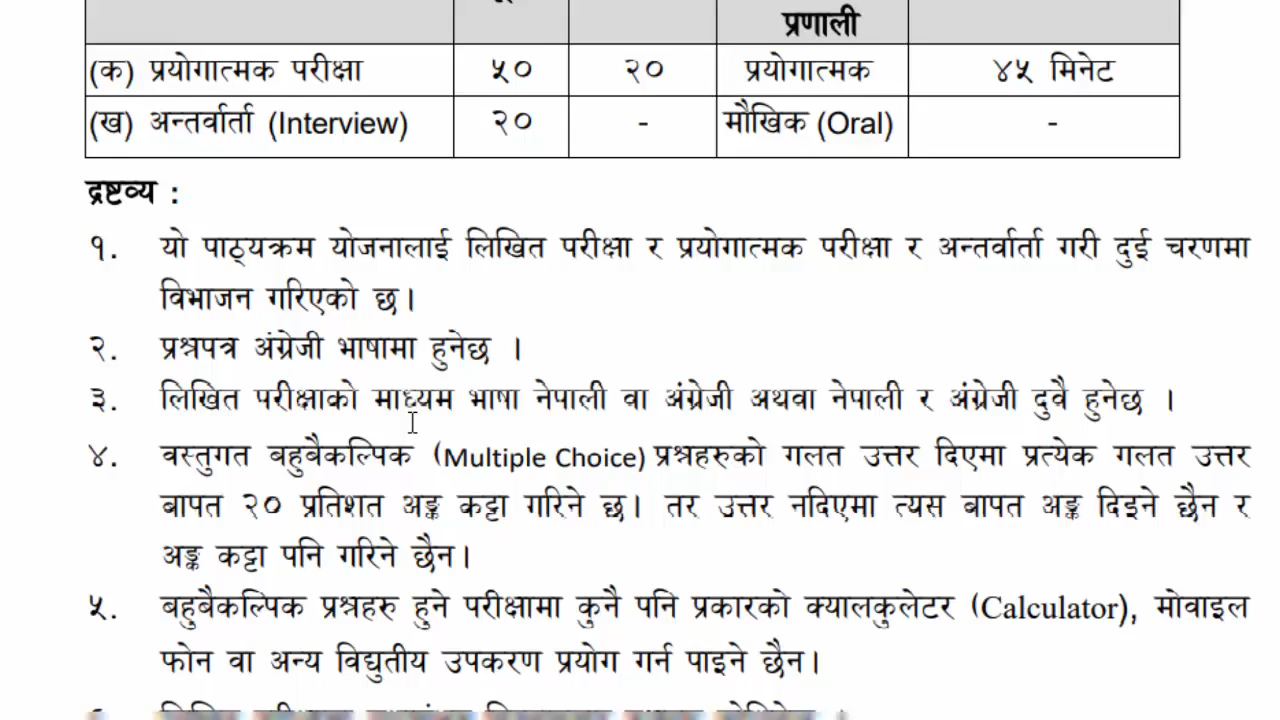 प्रणाली
(क) प्रयोगात्मक परीक्षा ५० २० प्रयोगात्मक ४५ मिनेट
(ख) अन्तर्वार्ता (Interview) २० - मौखिक (Oral) -
द्रष्टव्य :
१. यो पाठ्यक्रम योजनालाई लिखित परीक्षा र प्रयोगात्मक परीक्षा र अन्तर्वार्ता गरी दुई चरणमा
विभाजन गरिएको छ।
२. प्रश्नपत्र अंग्रेजी भाषामा हुनेछ ।
३. लिखित परीक्षाको माध्यम भाषा नेपाली वा अंग्रेजी अथवा नेपाली र अंग्रेजी दुवै हुनेछ ।
४. वस्तुगत बहुबैकल्पिक (Multiple Choice) प्रश्नहरुको गलत उत्तर दिएमा प्रत्येक गलत उत्तर
बापत २० प्रतिशत अङ्क कट्टा गरिने छ। तर उत्तर नदिएमा त्यस बापत अङ्क दिइने छैन र
अङ्क कट्टा पनि गरिने छैन।
५. बहुबैकल्पिक प्रश्नहरु हुने परीक्षामा कुनै पनि प्रकारको क्यालकुलेटर (Calculator), मोवाइल
फोन वा अन्य विद्युतीय उपकरण प्रयोग गर्न पाइने छैन।